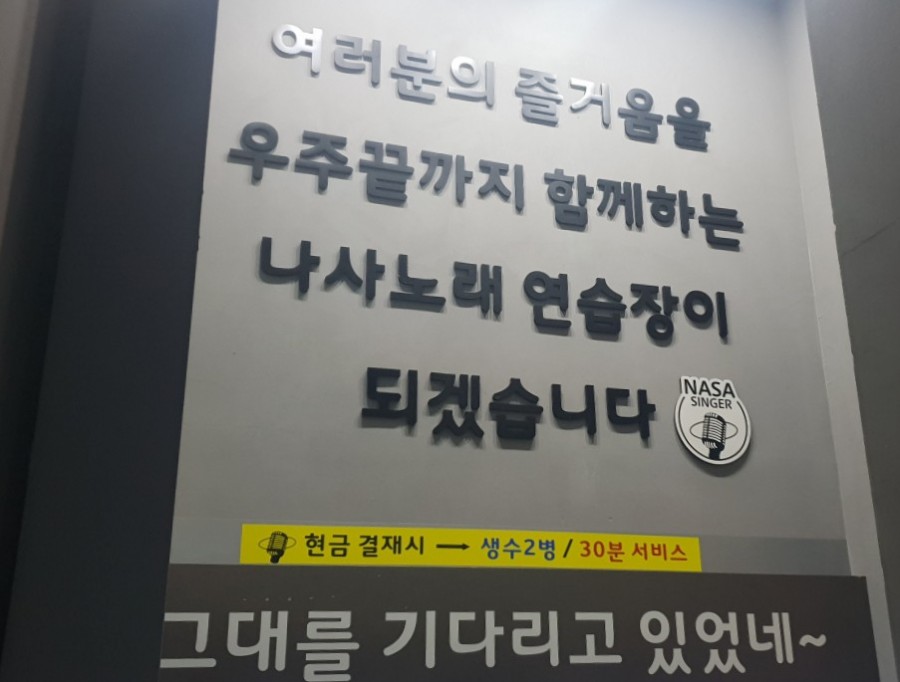 여러분의 즐거움을
우주끝까지 함께하는
나사노래 연습장이
되겠습니다
NASA
SINGER
현금 결재시 → 생수2병 / 30분 서비스
그대를 기다리고 있었네~